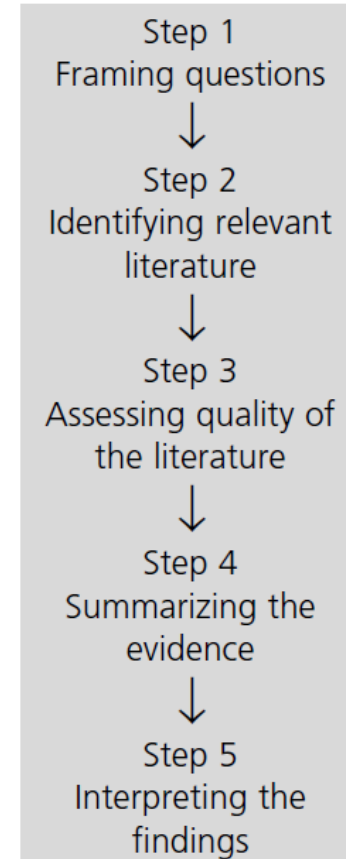 Step 1
Framing questions
↓
Step 2
Identifying relevant
literature
↓
Step 3
Assessing quality of
the literature
↓
Step 4
Summarizing the
evidence
↓
Step 5
Interpreting the
findings